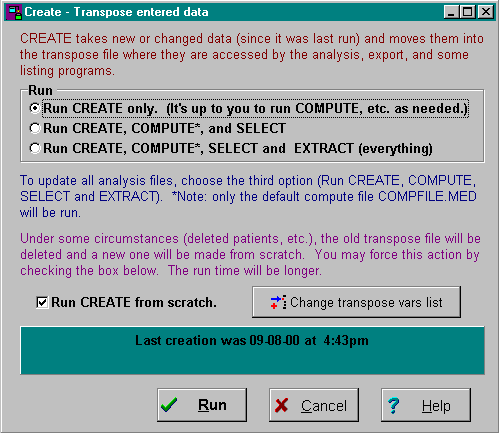 Create - Transpose entered data
CREATE takes new or changed data (since it was last run) and moves them into
the transpose file where they are accessed by the analysis, export, and some
listing programs.
Run
Run CREATE only. (It's up to you to run COMPUTE, etc. as needed.)
Run CREATE, COMPUTE*, and SELECT
Run CREATE, COMPUTE*, SELECT and EXTRACT (everything)
To update all analysis files, choose the third option (Run CREATE, COMPUTE,
SELECT and EXTRACT). *Note: only the default compute file COMPFILE.MED
will be run.
Under some circumstances (deleted patients, etc.), the old transpose file will be
deleted and a new one will be made from scratch. You may force this action by
checking the box below. The run time will be longer.
Run CREATE from scratch.
Change transpose vars list
Last creation was 09-08-00 at 4:43pm
Run
Cancel
Help